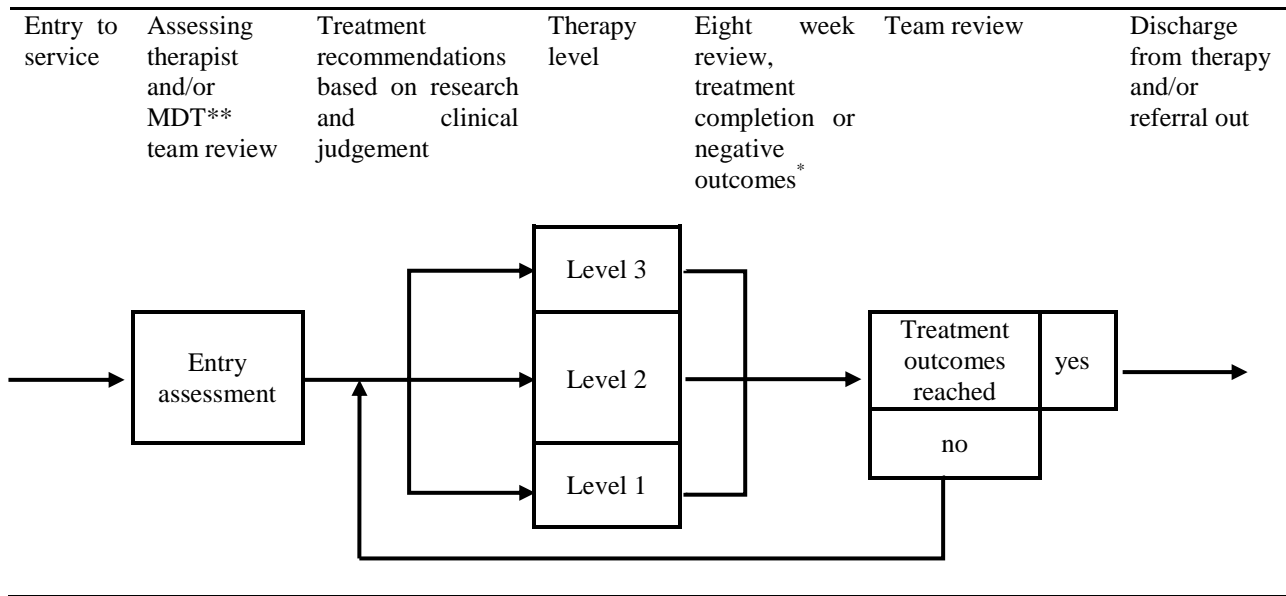 Entry to
service
Assessing
therapist
and/or
MDT**
team review
Treatment
recommendations
based on research
and clinical
judgement
Therapy
level
Eight week
review,
treatment
completion or
negative
outcomes*
Team review
Discharge
from therapy
and/or
referral out
Entry
assessment
Level 3
Level 2
Level 1
Treatment
outcomes
reached
yes
no